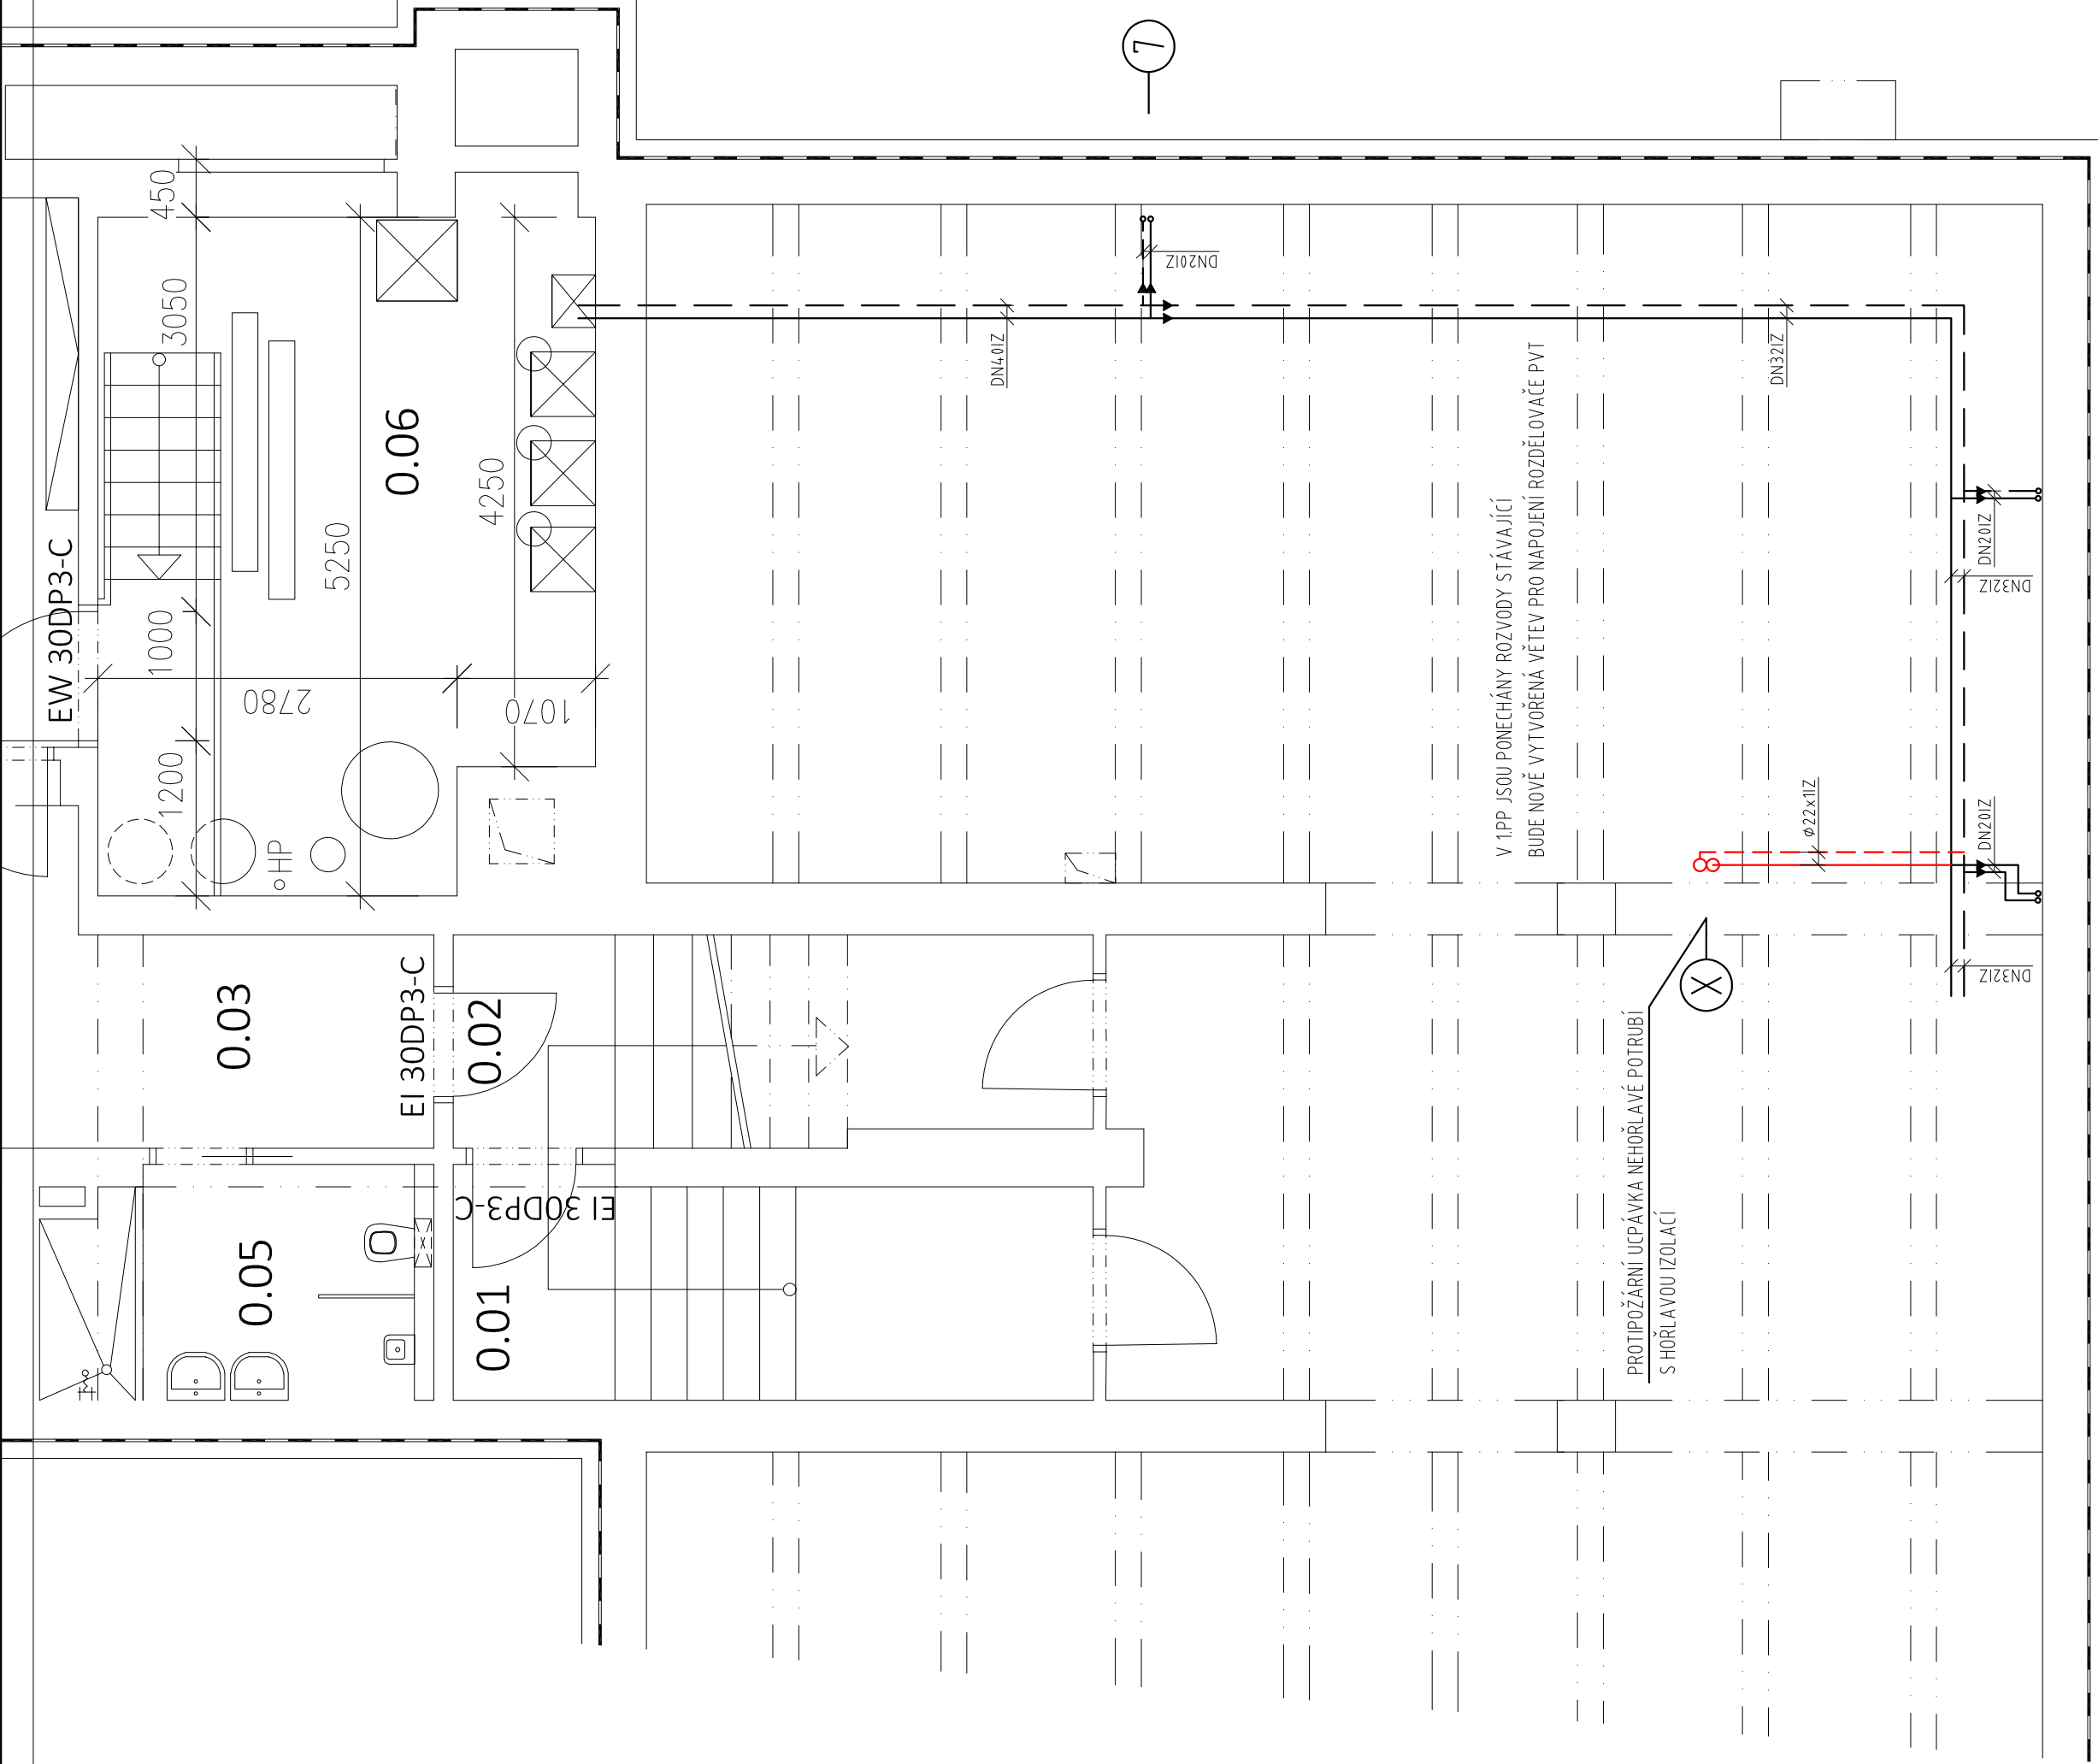 7
450
3050
0.06
4250
5250
EW 30DP3-C
1000
2780
1070
1200
HP
DN20IZ
DN40IZ
DN32IZ
V 1.PP JSOU PONECHÁNY ROZVODY STÁVAJÍCÍ
BUDE NOVĚ VYTVOŘENÁ VĚTEV PRO NAPOJENÍ ROZDĚLOVAČE PVT
DN20IZ
DN32IZ
ϕ22x1IZ
DN20IZ
DN32IZ
X
PROTIPOŽÁRNÍ UCPÁVKA NEHOŘLAVÉ POTRUBÍ
S HOŘLAVOU IZOLACÍ
0.03
EI 30DP3-C
0.02
EI 30DP3-C
0.05
0.01